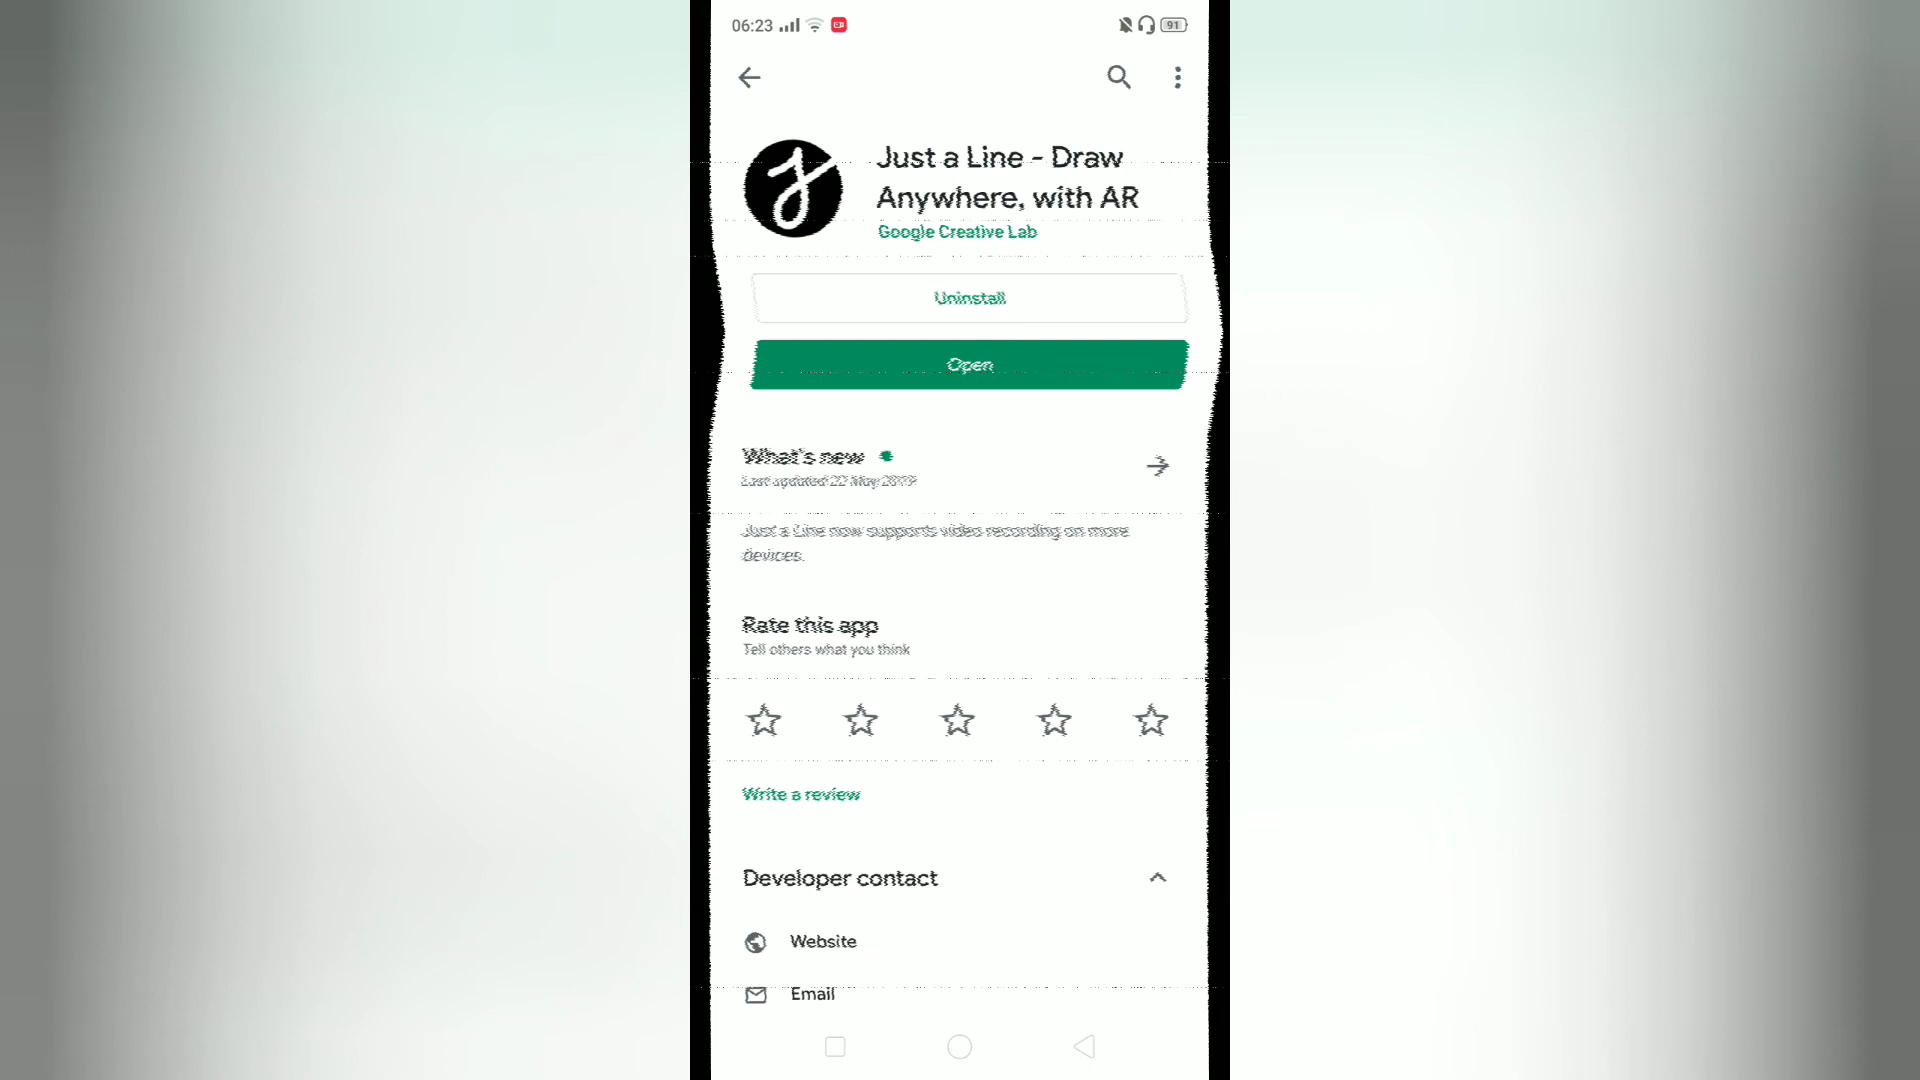 06:23
91
Just a Line - Draw
Anywhere, with AR
Google Creative Lab
Uninstall
Open
What's new
Last updated 22 May 2019
Just a Line now supports video recording on more
devices.
Rate this app
Tell others what you think
Write a review
Developer contact
Website
Email